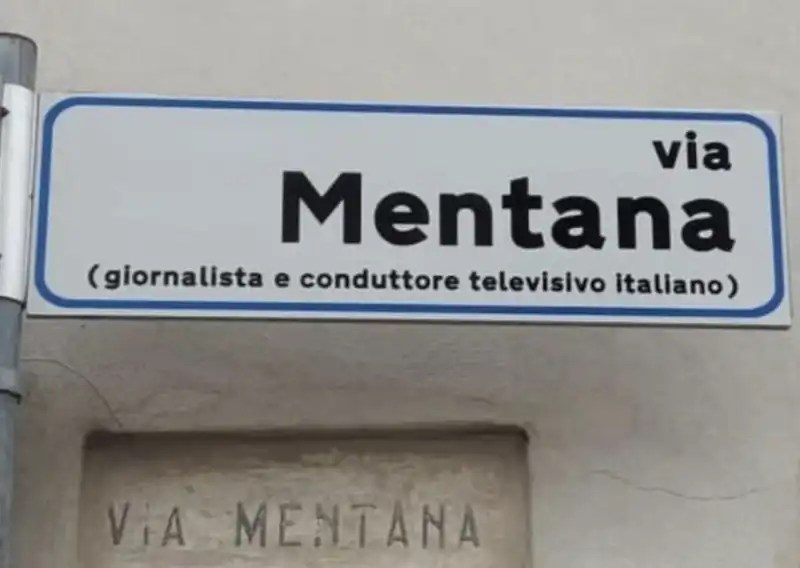 via
Mentana
(giornalista e conduttore televisivo italiano)
ViA MENTANA